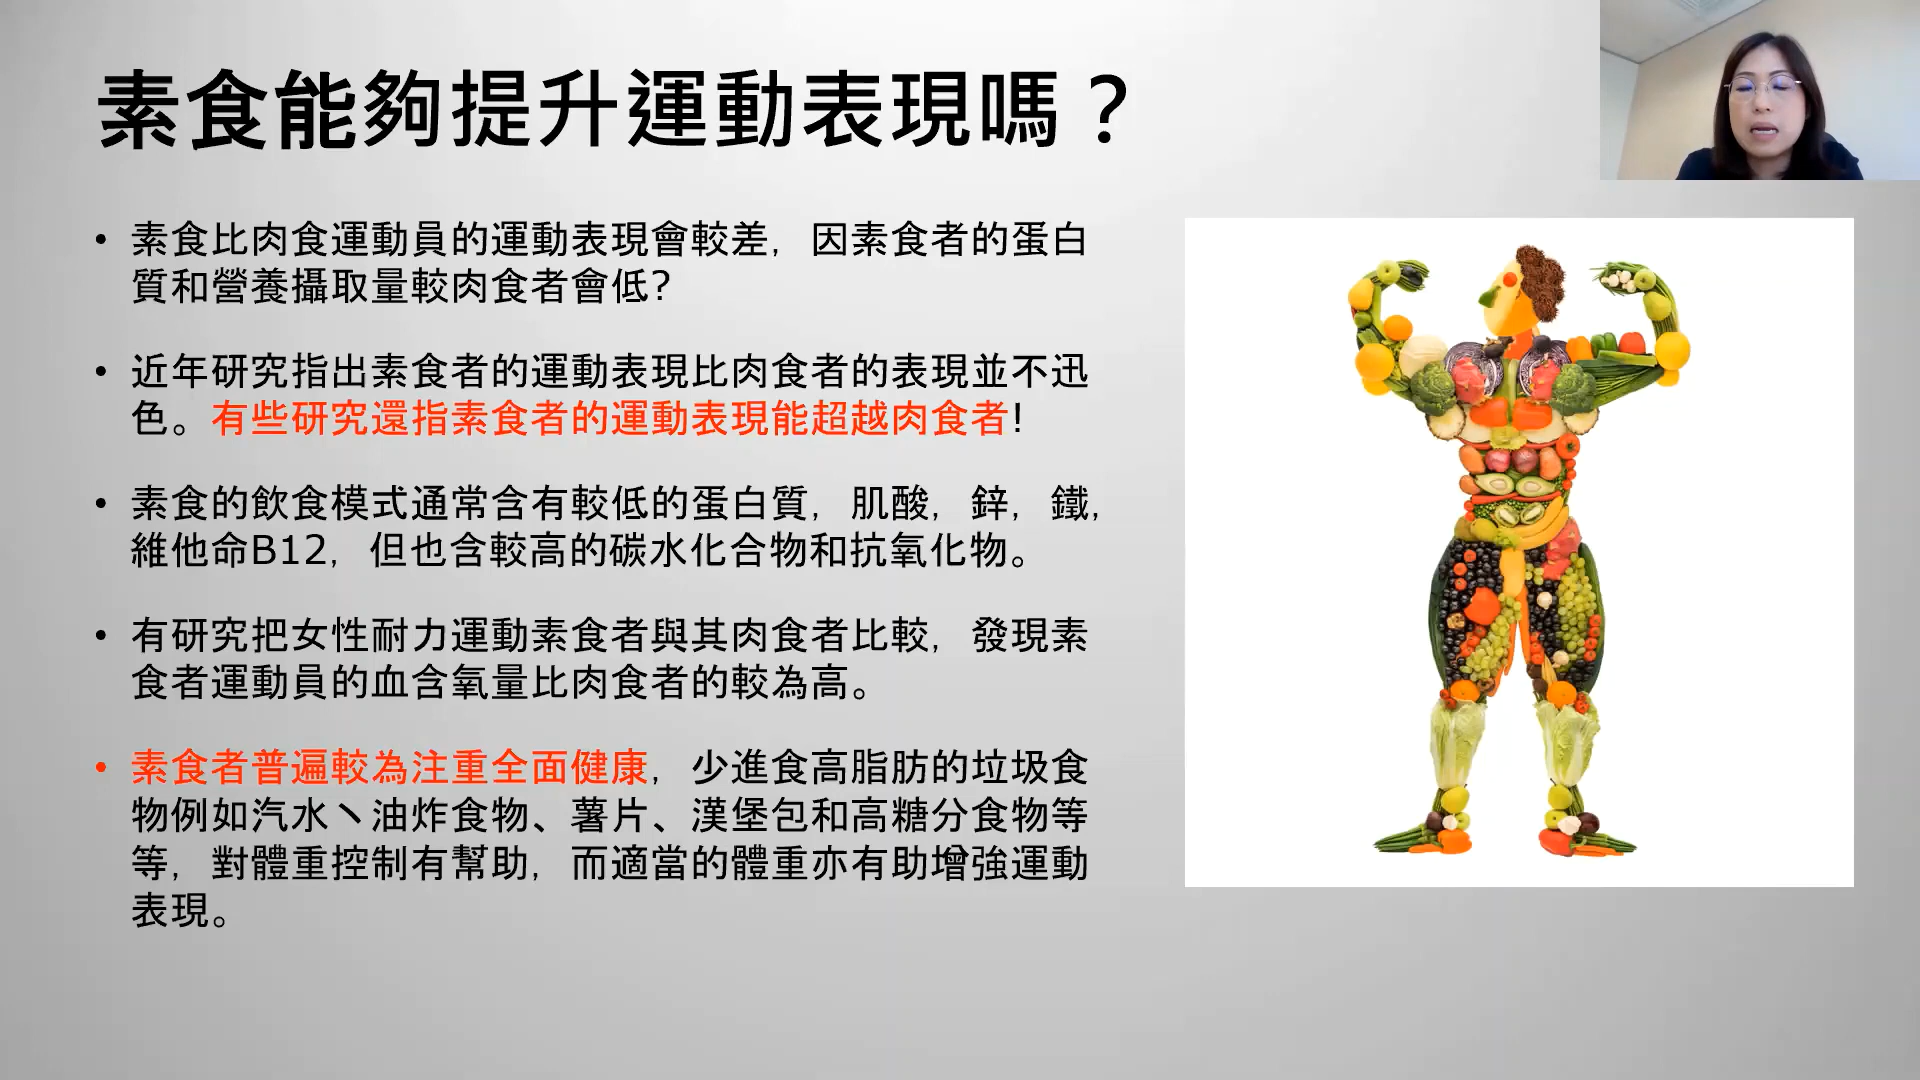 素食能夠提升運動表現嗎？
• 素食比肉食運動員的運動表現會較差，因素食者的蛋白
質和營養攝取量較肉食者會低?
• 近年研究指出素食者的運動表現比肉食者的表現並不迅
色。有些研究還指素食者的運動表現能超越肉食者!
• 素食的飲食模式通常含有較低的蛋白質，肌酸，鋅，鐵，
維他命B12，但也含較高的碳水化合物和抗氧化物。
• 有研究把女性耐力運動素食者與其肉食者比較，發現素
食者運動員的血含氧量比肉食者的較為高。
• 素食者普遍較為注重全面健康，少進食高脂肪的垃圾食
物例如汽水丶油炸食物、薯片、漢堡包和高糖分食物等
等，對體重控制有幫助，而適當的體重亦有助增強運動
表現。